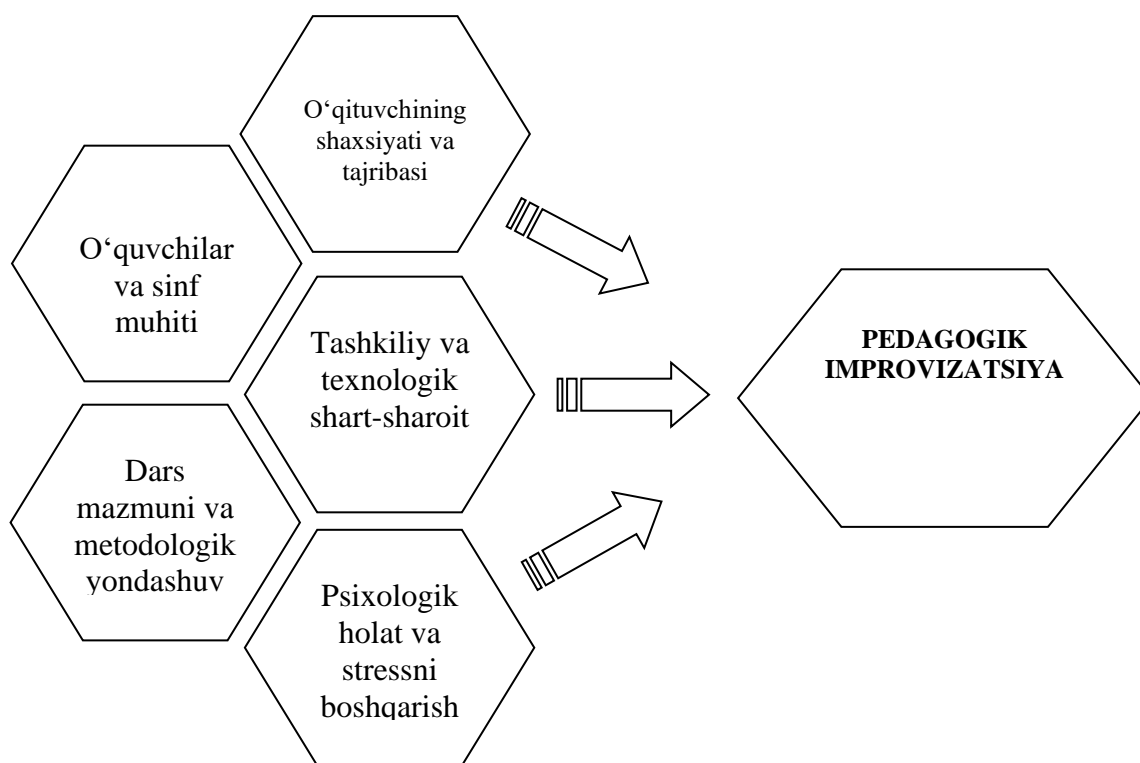 O‘qituvchining
shaxsiyati va
tajribasi
O‘quvchilar
va sinf
muhiti
Tashkiliy va
texnologik
shart-sharoit
Dars
mazmuni va
metodologik
yondashuv
Psixologik
holat va
stressni
boshqarish
PEDAGOGIK
IMPROVIZATSIYA